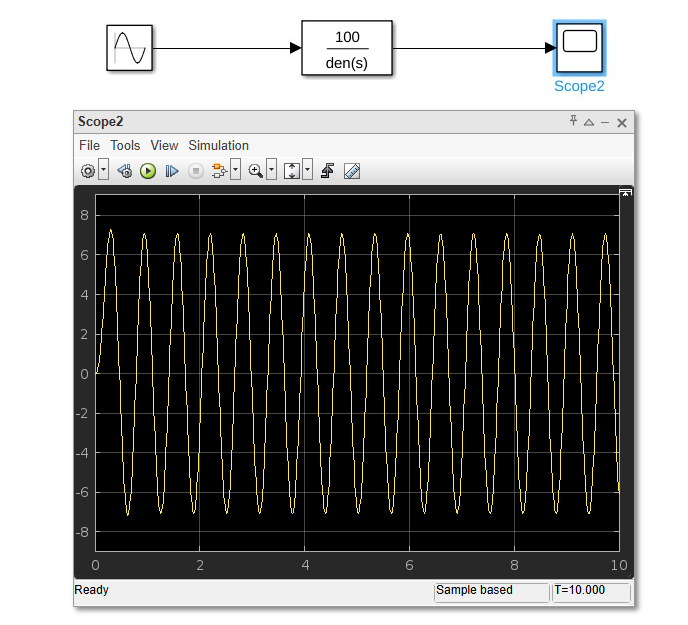 100
den(s)
Scope2
Scope2
File Tools View Simulation
8
6
4
2
0
-2
-4
-6
-8
0 2 4 6 8 10
Ready Sample based T=10.000